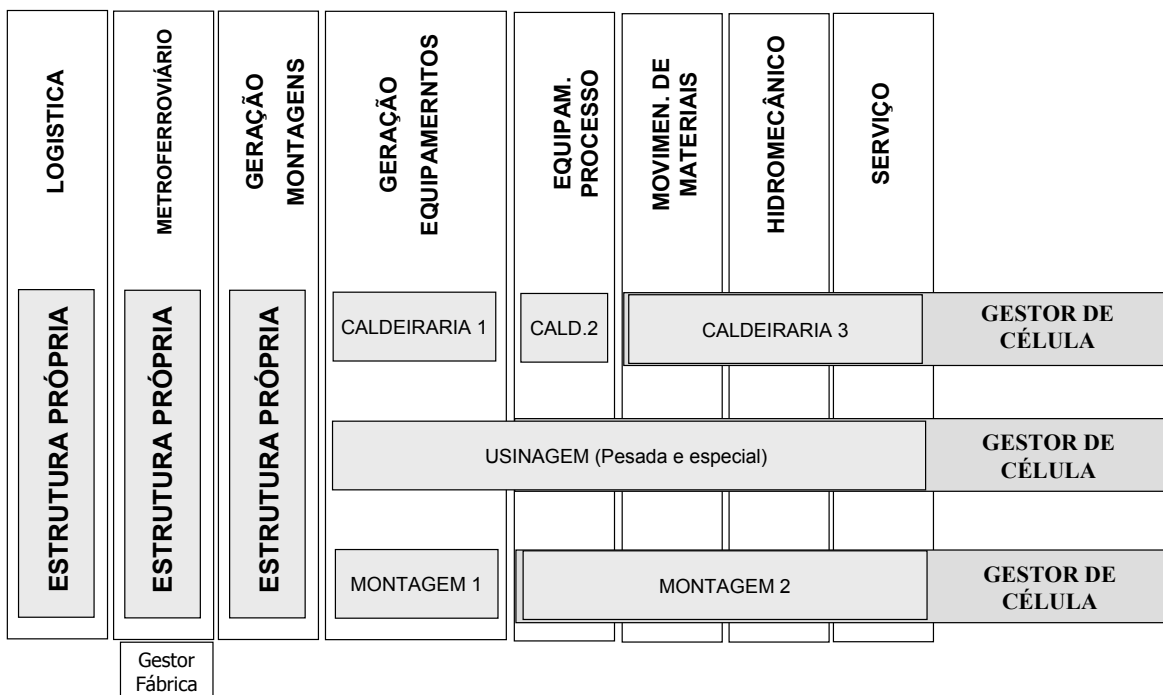 LOGISTICA
METROFERROVIÁRIO
GERAÇÃO
MONTAGENS
GERAÇÃO
EQUIPAMERNTOS
EQUIPAM.
PROCESSO
MOVIMEN. DE
MATERIAIS
HIDROMECÂNICO
SERVIÇO
ESTRUTURA PRÓPRIA
ESTRUTURA PRÓPRIA
ESTRUTURA PRÓPRIA
CALDEIRARIA 1
CALD.2
CALDEIRARIA 3
GESTOR DE
CÉLULA
USINAGEM (Pesada e especial)
GESTOR DE
CÉLULA
MONTAGEM 1
MONTAGEM 2
GESTOR DE
CÉLULA
Gestor
Fábrica